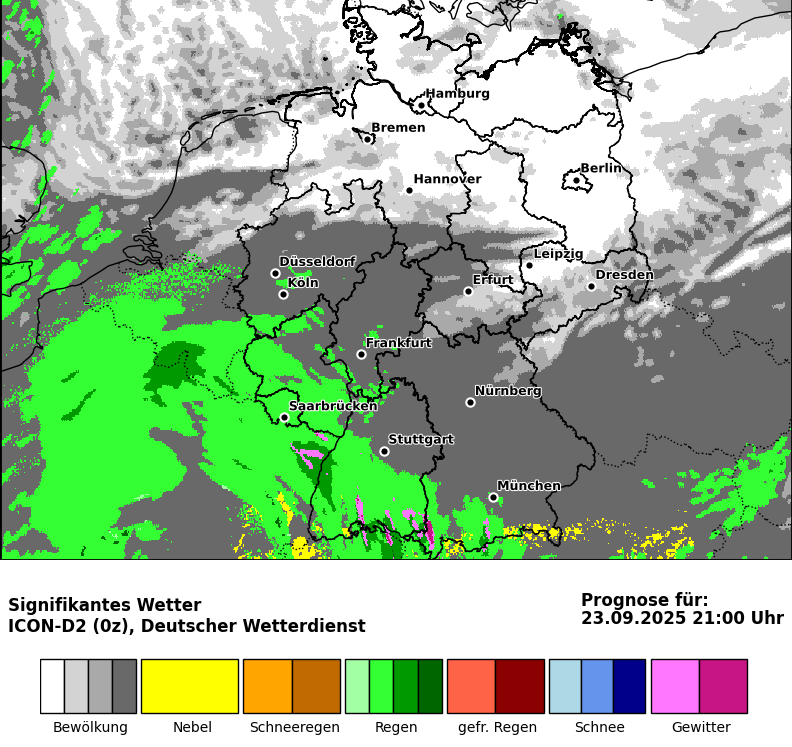 Hamburg
Bremen
Berlin
Hannover
Leipzig
Düsseldorf
Dresden
Köln
Erfurt
Frankfurt
Nürnberg
Saarbrücken
Stuttgart
München
Signifikantes Wetter
ICON-D2 (0z), Deutscher Wetterdienst
Prognose für:
23.09.2025 21:00 Uhr
Bewölkung
Nebel
Schneeregen
Regen
gefr. Regen
Schnee
Gewitter